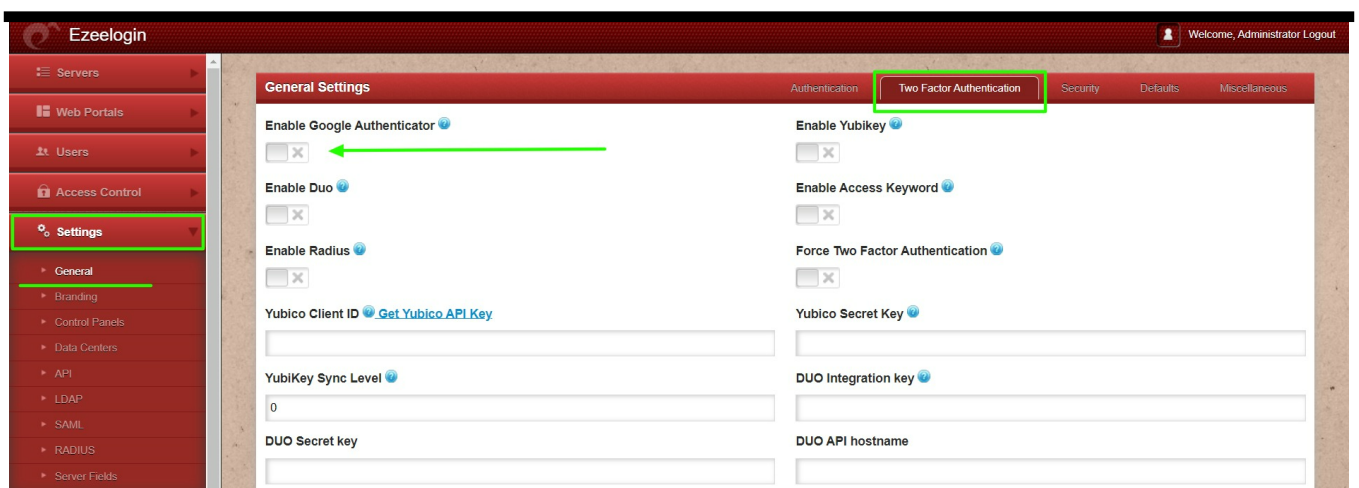 Ezeelogin
Welcome, Administrator Logout
Servers
Web Portals
Users
Access Control
Settings
General
Branding
Control Panels
Data Centers
API
LDAP
SAML
RADIUS
Server Fields
General Settings
Authentication
Two Factor Authentication
Security
Defaults
Miscellaneous
Enable Google Authenticator
Enable Yubikey
Enable Duo
Enable Access Keyword
Enable Radius
Force Two Factor Authentication
Yubico Client ID Get Yubico API Key
Yubico Secret Key
YubiKey Sync Level
0
DUO Integration key
DUO Secret key
DUO API hostname